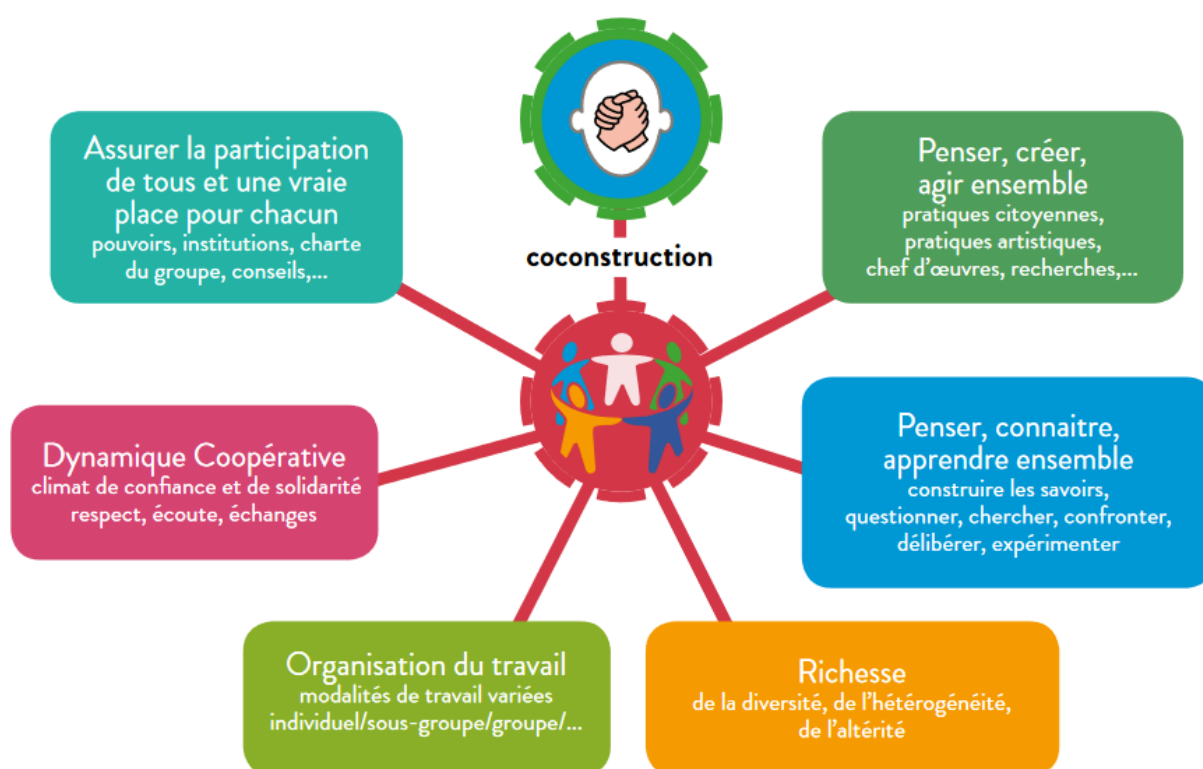 Assurer la participation
de tous et une vraie
place pour chacun
pouvoirs, institutions, charte
du groupe, conseils,...
coconstruction
Penser, créer,
agir ensemble
pratiques citoyennes,
pratiques artistiques,
chef d'œuvres, recherches,...
Dynamique Coopérative
climat de confiance et de solidarité
respect, écoute, échanges
Penser, connaitre,
apprendre ensemble
construire les savoirs,
questionner, chercher, confronter,
délibérer, expérimenter
Organisation du travail
modalités de travail variées
individuel/sous-groupe/groupe/...
Richesse
de la diversité, de l'hétérogénéité,
de l'altérité